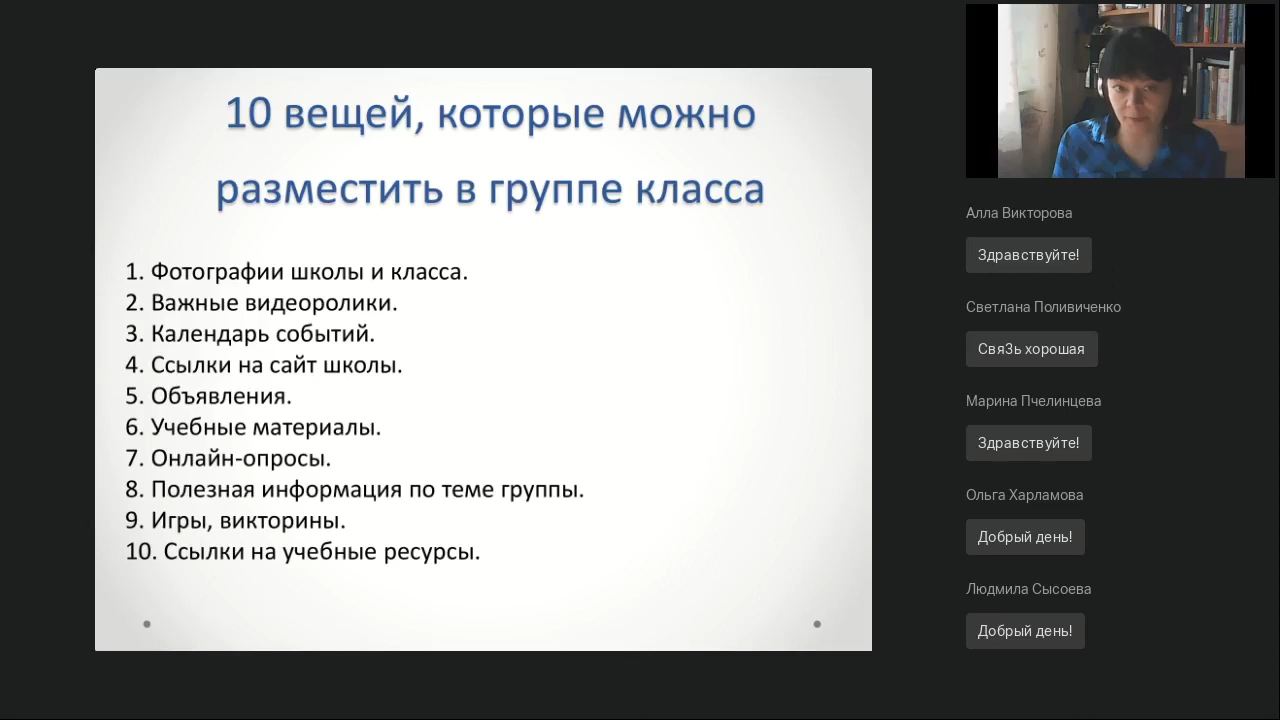 10 вещей, которые можно
разместить в группе класса
1. Фотографии школы и класса.
2. Важные видеоролики.
3. Календарь событий.
4. Ссылки на сайт школы.
5. Объявления.
6. Учебные материалы.
7. Онлайн-опросы.
8. Полезная информация по теме группы.
9. Игры, викторины.
10. Ссылки на учебные ресурсы.
Алла Викторова
Здравствуйте!
Светлана Поливиченко
Свя3ь хорошая
Марина Пчелинцева
Здравствуйте!
Ольга Харламова
Добрый день!
Людмила Сысоева
Добрый день!